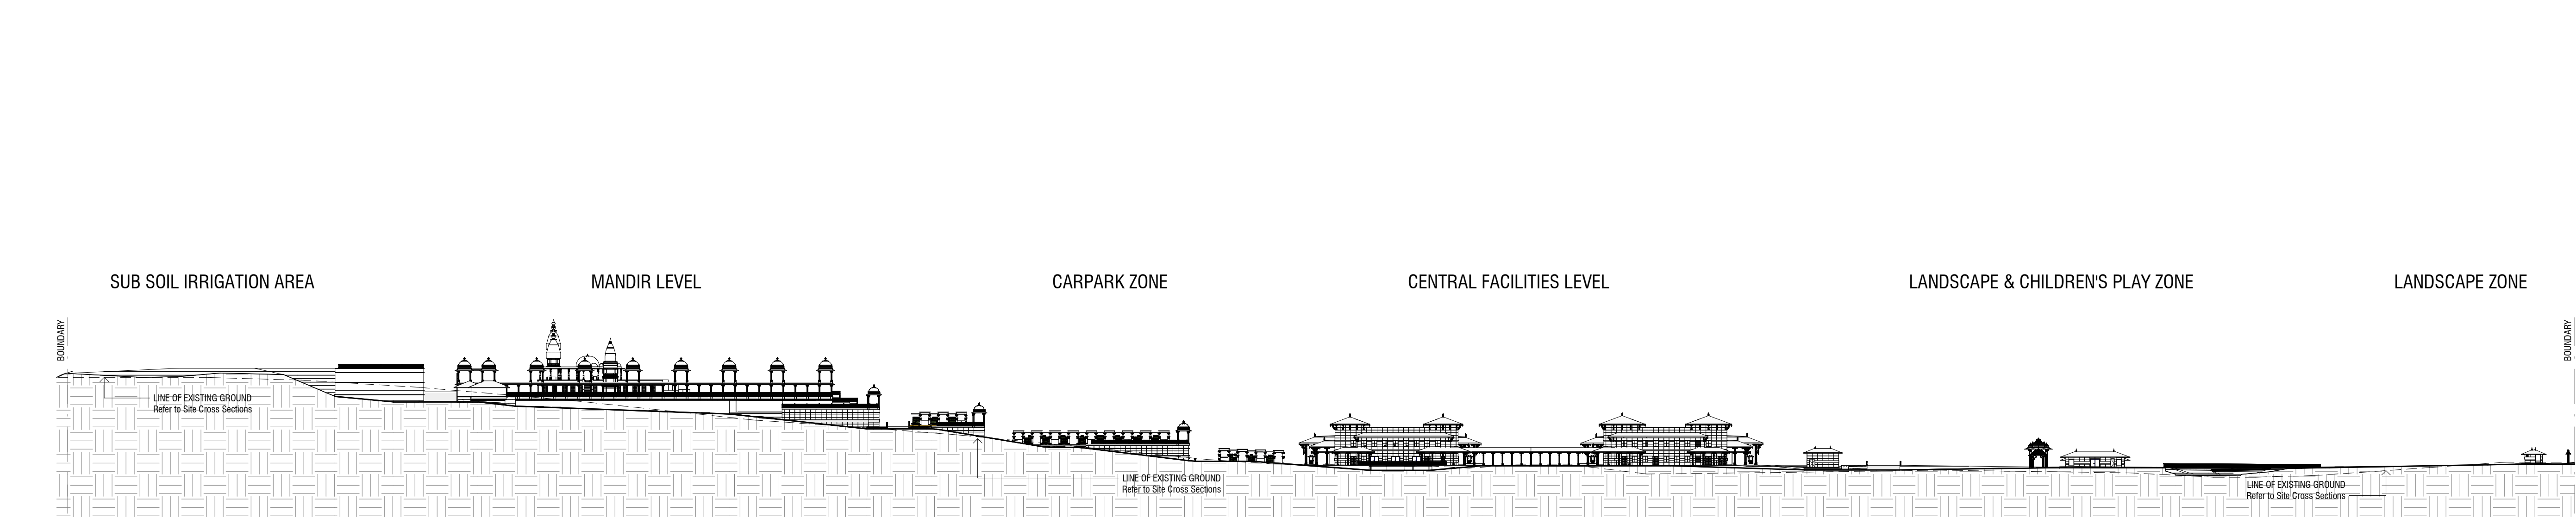 SUB SOIL IRRIGATION AREA
MANDIR LEVEL
CARPARK ZONE
CENTRAL FACILITIES LEVEL
LANDSCAPE & CHILDREN'S PLAY ZONE
LANDSCAPE ZONE
BOUNDARY
BOUNDARY
LINE OF EXISTING GROUND
Refer to Site Cross Sections
LINE OF EXISTING GROUND
Refer to Site Cross Sections
LINE OF EXISTING GROUND
Refer to Site Cross Sections